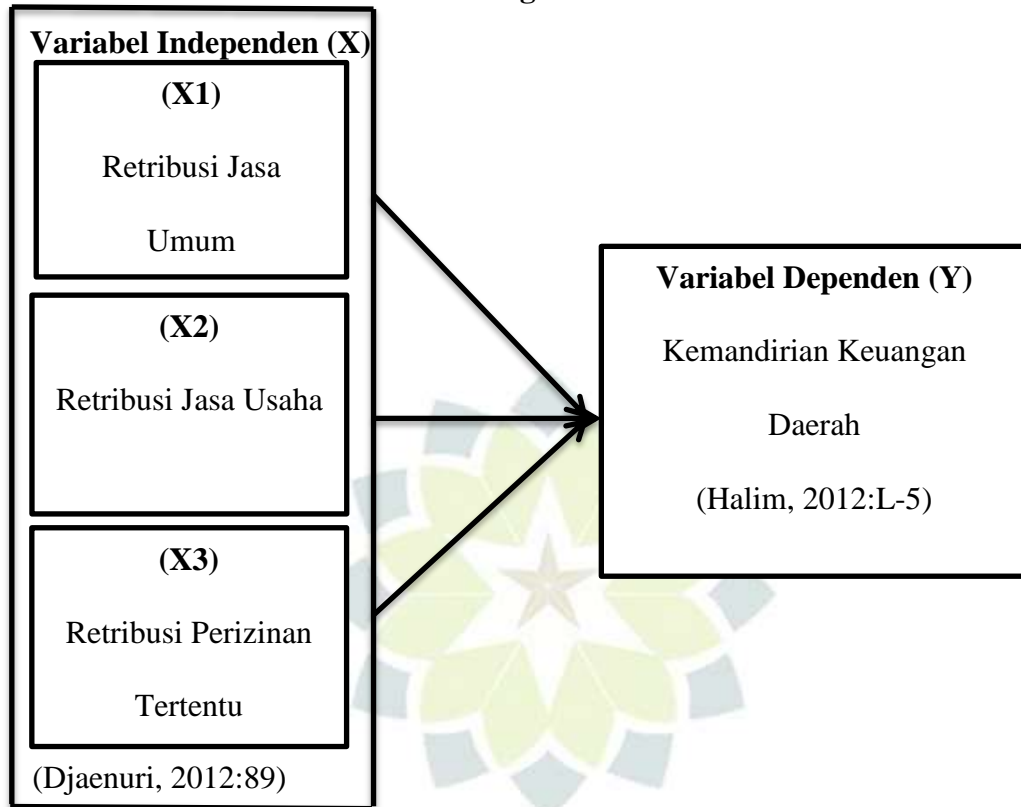 Variabel Independen (X)
(X1)
Retribusi Jasa
Umum
(X2)
Retribusi Jasa Usaha
(X3)
Retribusi Perizinan
Tertentu
(Djaenuri, 2012:89)
Variabel Dependen (Y)
Kemandirian Keuangan
Daerah
(Halim, 2012:L-5)